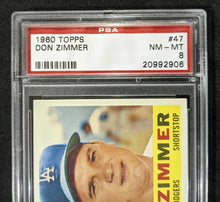 PSA
1960 TOPPS #47
DON ZIMMER NM - MT
8
20992906
LA
ZIMMER
SHORTSTOP
DODGERS